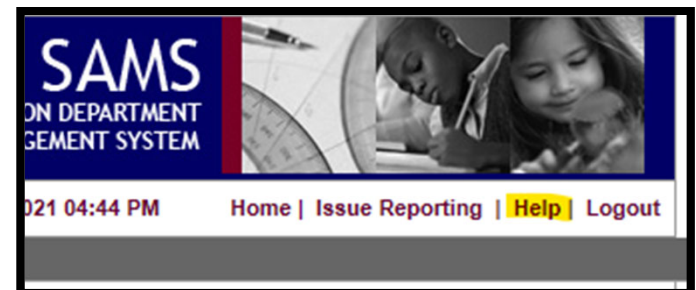 SAMS
ON DEPARTMENT
GEMENT SYSTEM
021 04:44 PM Home | Issue Reporting | Help | Logout